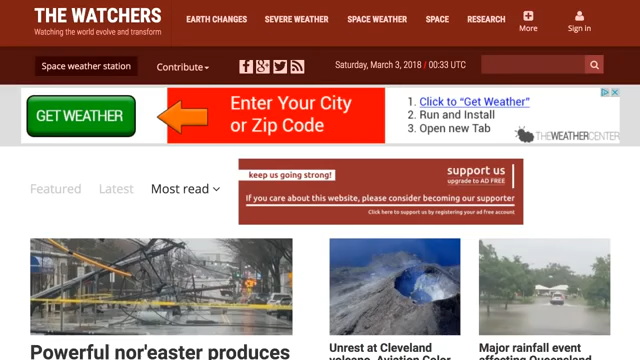 THE WATCHERS
Watching the world evolve and transform
EARTH CHANGES
SEVERE WEATHER
SPACE WEATHER
SPACE
RESEARCH
More
Sign in
Space weather station
Contribute
Saturday, March 3, 2018 / 00:33 UTC
GET WEATHER
Enter Your City
or Zip Code
1. Click to "Get Weather"
2. Run and Install
3. Open new Tab
THEWEATHERCENTER
Featured
Latest
Most read
keep us going strong!
support us
upgrade to AD FREE
If you care about this website, please consider becoming our supporter
Click here to support us by registering your ad free account
Powerful nor'easter produces
Unrest at Cleveland
volcano, Aviation Color
Major rainfall event
affecting Queensland